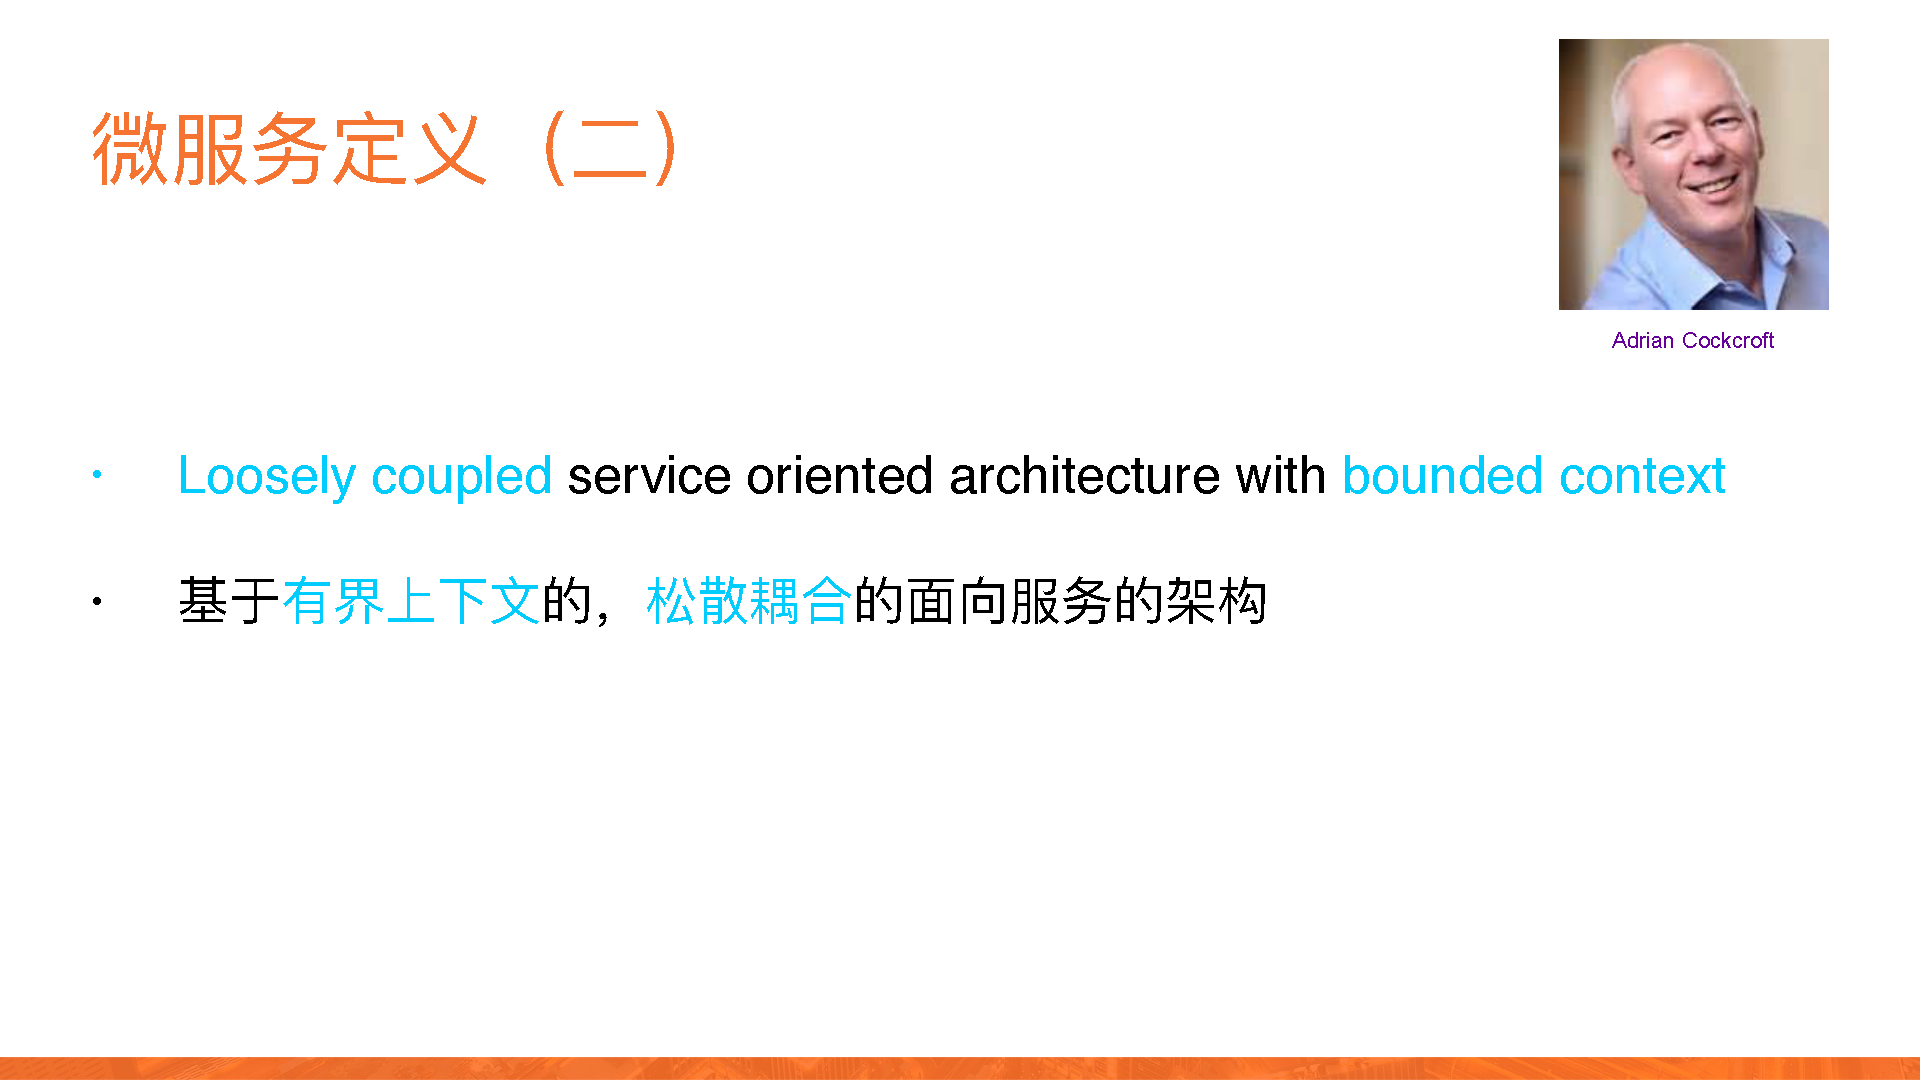 微服务定义（二）
Adrian Cockcroft
• Loosely coupled service oriented architecture with bounded context
• 基于有界上下文的，松散耦合的面向服务的架构